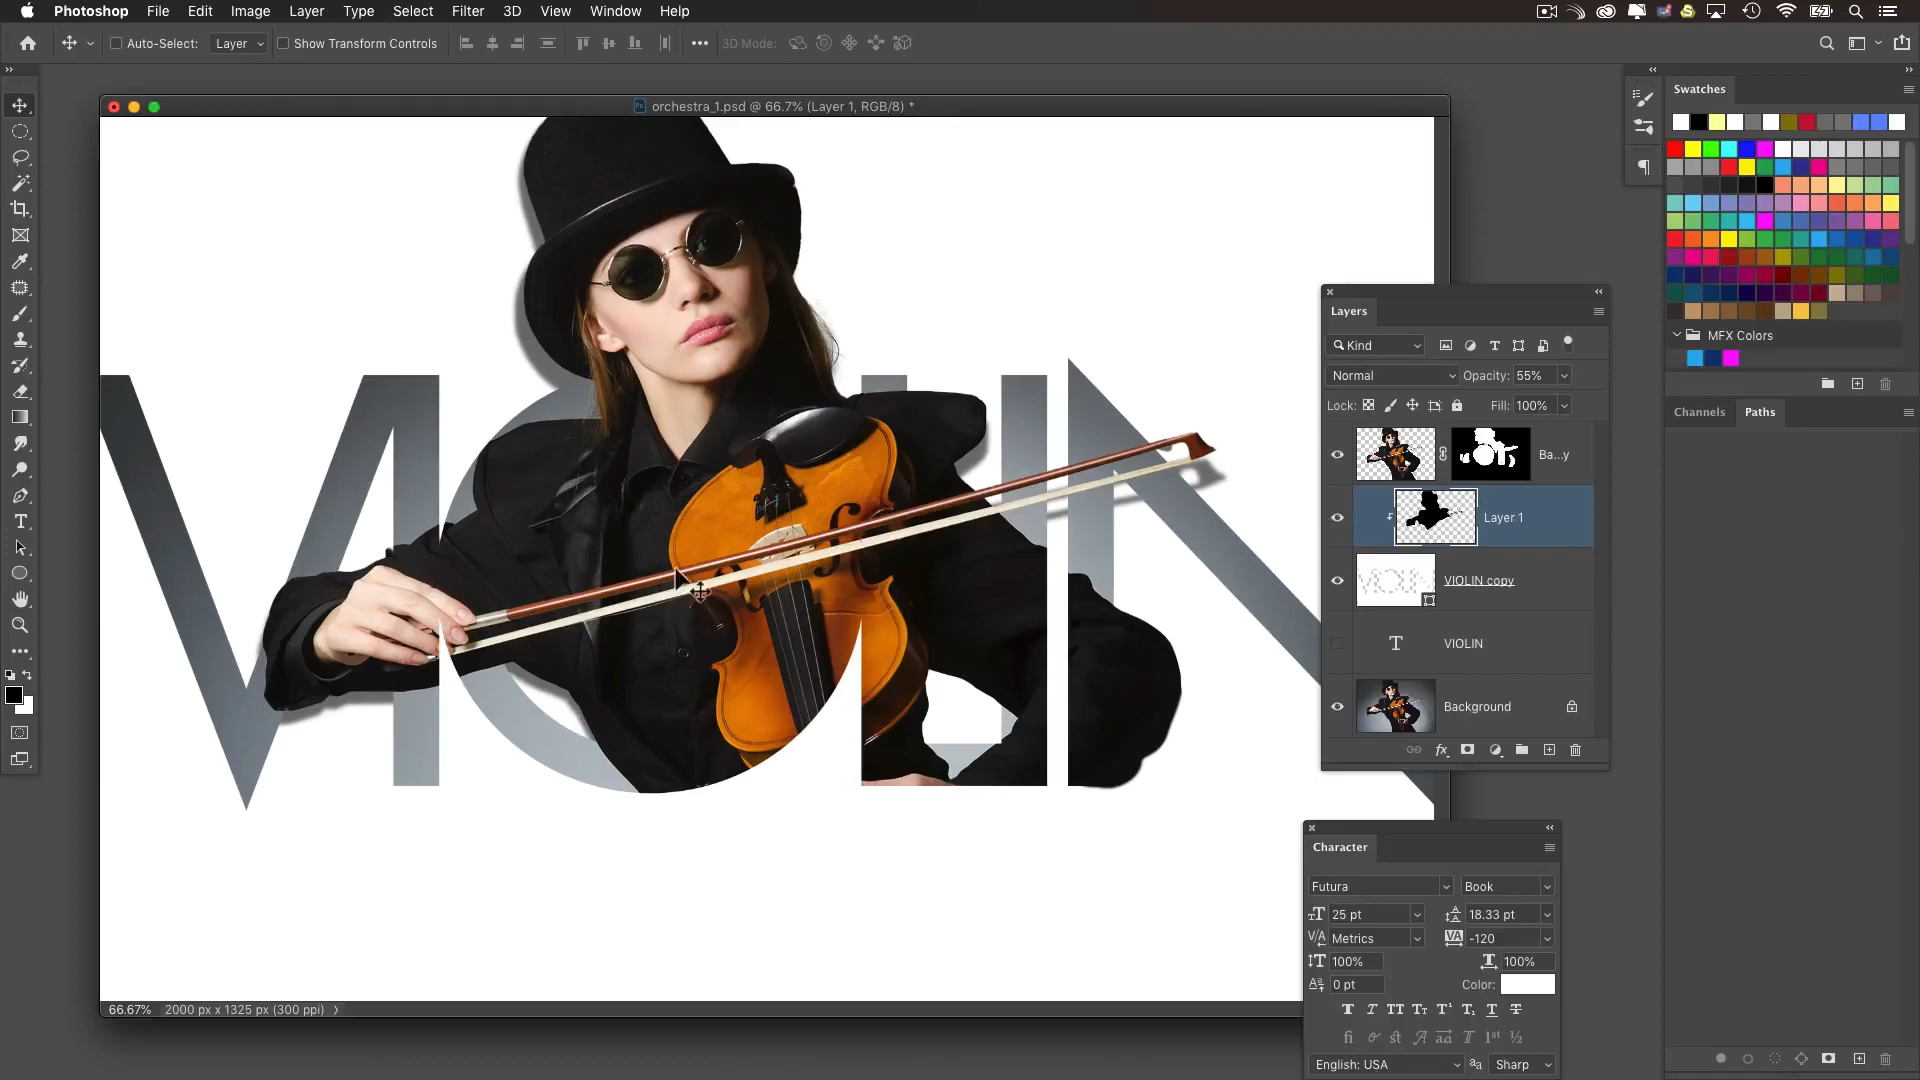 Photoshop File Edit Image Layer Type Select Filter 3D View Window Help
Auto-Select: Layer Show Transform Controls 3D Mode:
orchestra_1.psd @ 66.7% (Layer 1, RGB/8) *
Swatches
MFX Colors
Channels Paths
Layers
Kind
Normal Opacity: 55%
Lock: Fill: 100%
Ba...y
Layer 1
VIOLIN copy
VIOLIN
Background
fx
VIOLIN
Character
Futura Book
25 pt 18.33 pt
Metrics -120
100% 100%
0 pt Color:
English: USA Sharp
66.67% 2000 px x 1325 px (300 ppi)